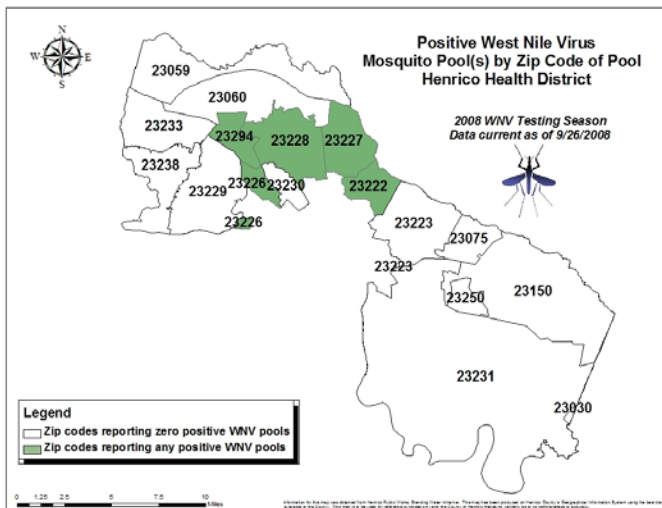 Positive West Nile Virus
Mosquito Pool(s) by Zip Code of Pool
Henrico Health District
2008 WNV Testing Season
Data current as of 9/26/2008
N
W E
S
23059
23060
23233
23294
23228
23227
23238
23229
23226
23230
23222
23226
23223
23075
23223
23250
23150
23231
23030
Legend
Zip codes reporting zero positive WNV pools
Zip codes reporting any positive WNV pools
0 1.25 2.5 5 7.5 10
Miles